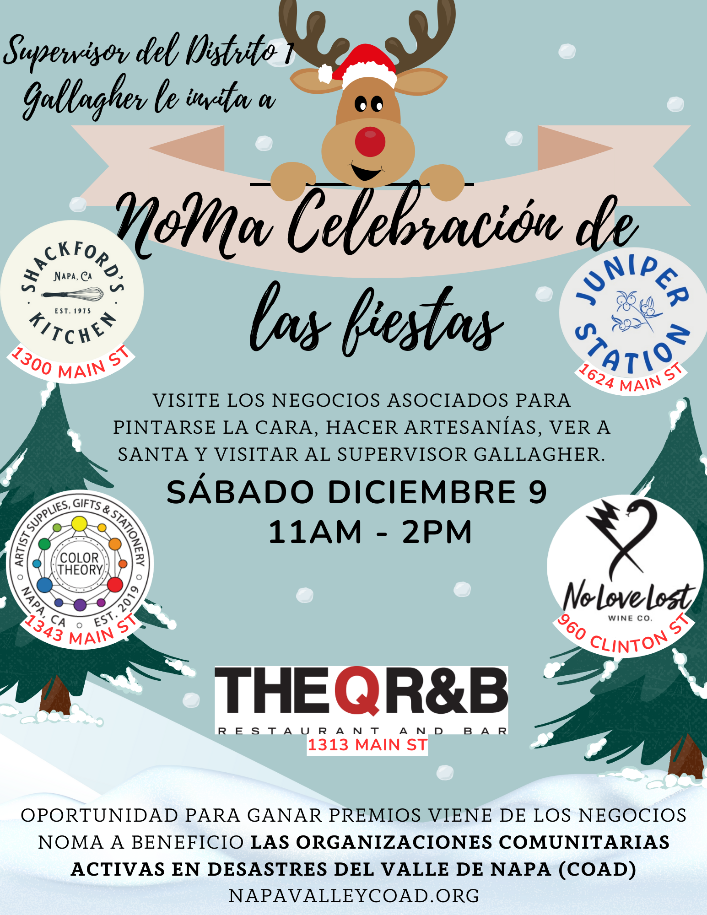 Supervisor del Distrito 1
Gallagher le invita a
NoMa Celebración de
las fiestas
SHACKFORD'S
NAPA, CA
EST. 1975
KITCHEN
1300 MAIN ST
JUNIPER
STATION
1624 MAIN ST
VISITE LOS NEGOCIOS ASOCIADOS PARA
PINTARSE LA CARA, HACER ARTESANÍAS, VER A
SANTA Y VISITAR AL SUPERVISOR GALLAGHER.
SÁBADO DICIEMBRE 9
11AM - 2PM
ARTIST SUPPLIES, GIFTS & STATIONERY
COLOR
THEORY
NAPA, CA
EST. 2019
1343 MAIN ST
No Love Lost
WINE CO.
960 CLINTON ST
THEQR&B
RESTAURANT AND BAR
1313 MAIN ST
OPORTUNIDAD PARA GANAR PREMIOS VIENE DE LOS NEGOCIOS
NOMA A BENEFICIO LAS ORGANIZACIONES COMUNITARIAS
ACTIVAS EN DESASTRES DEL VALLE DE NAPA (COAD)
NAPAVALLEYCOAD.ORG